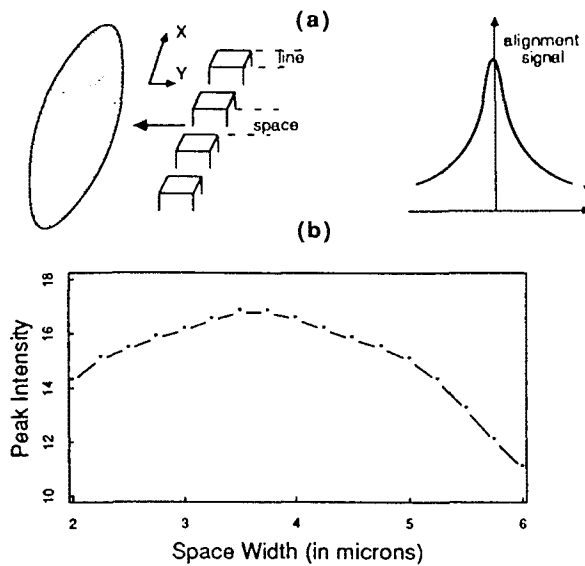 (a)
X
Y
line
space
alignment
signal
(b)
Peak Intensity
18
16
14
12
10
2 3 4 5 6
Space Width (in microns)